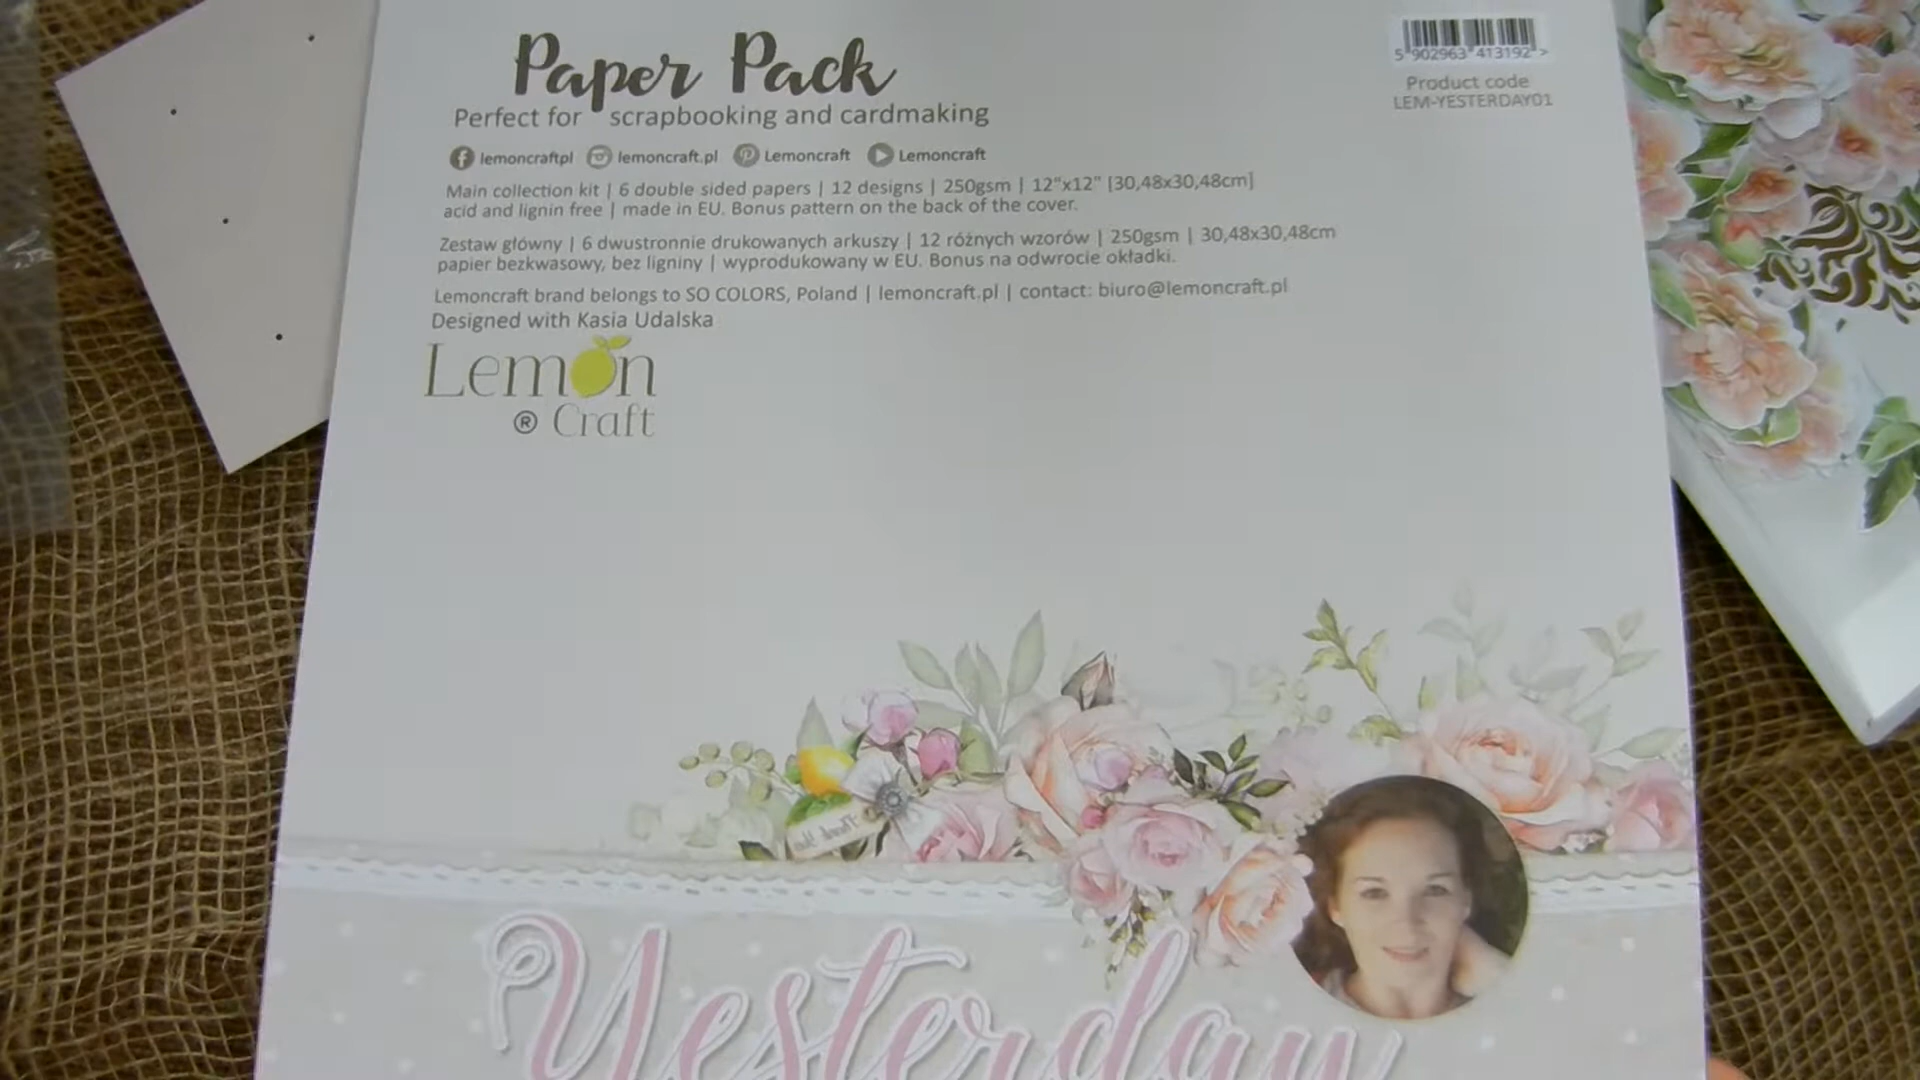 Paper Pack
Perfect for scrapbooking and cardmaking
lemoncraftpl lemoncraft.pl Lemoncraft Lemoncraft
Main collection kit | 6 double sided papers | 12 designs | 250gsm | 12"x12" [30,48x30,48cm]
acid and lignin free | made in EU. Bonus pattern on the back of the cover.
Zestaw główny | 6 dwustronnie drukowanych arkuszy | 12 różnych wzorów | 250gsm | 30,48x30,48cm
papier bezkwasowy, bez ligniny | wyprodukowany w EU. Bonus na odwrocie okładki.
Lemoncraft brand belongs to SO COLORS, Poland | lemoncraft.pl | contact: biuro@lemoncraft.pl
Designed with Kasia Udalska
Lemon
® Craft
5 902963 413192 >
Product code
LEM-YESTERDAY01
Yesterday